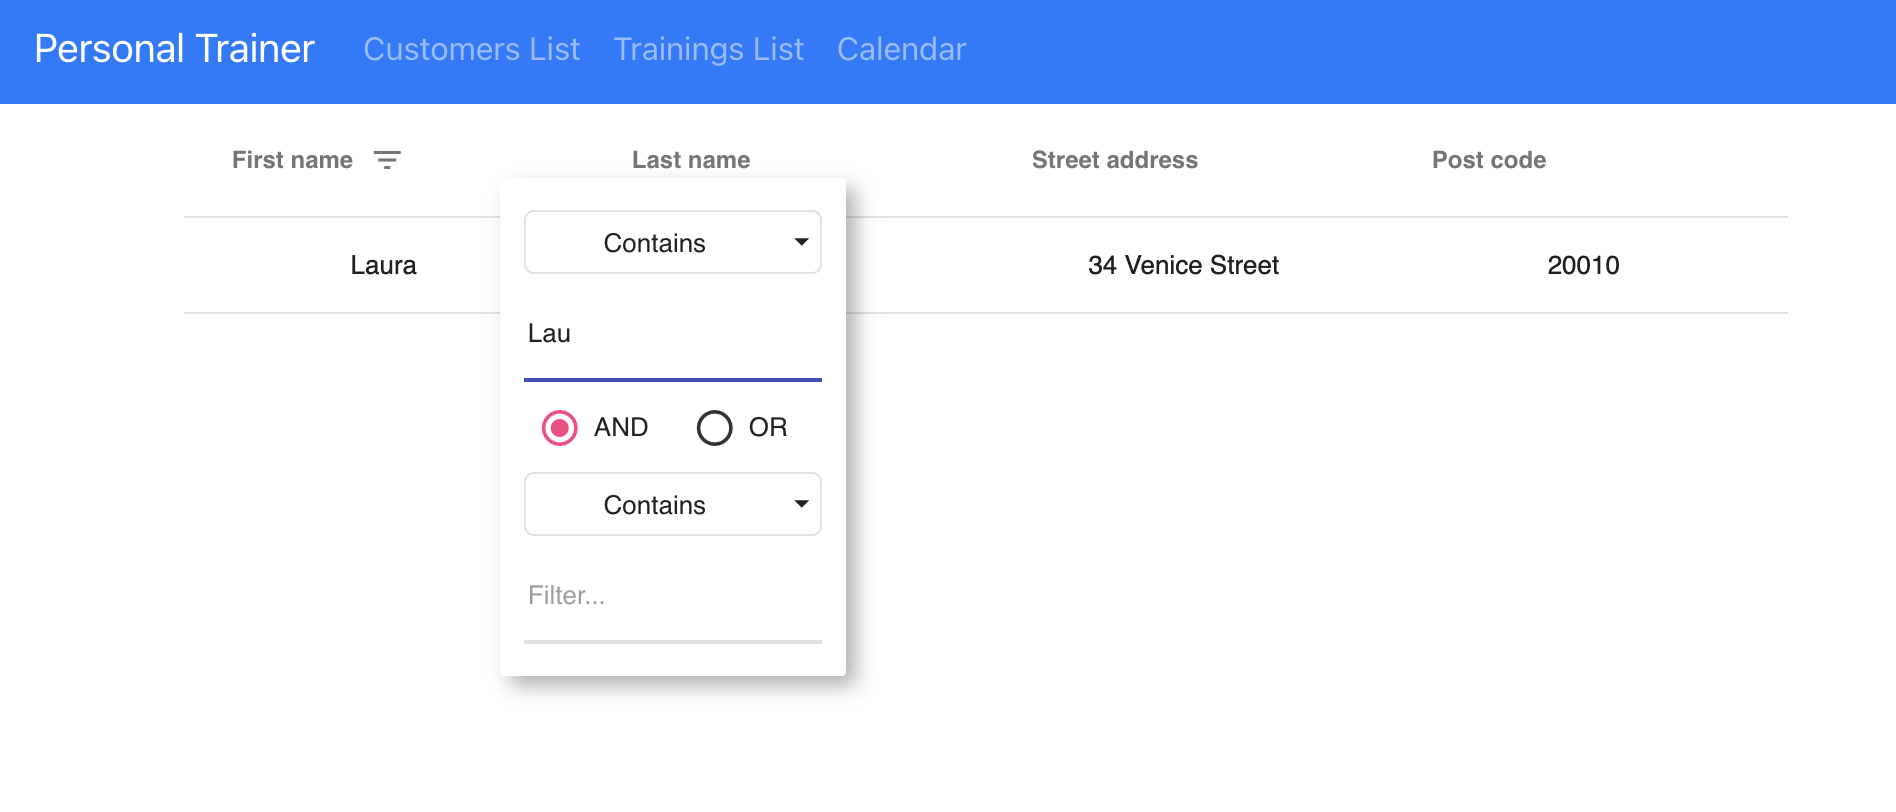 Personal Trainer Customers List Trainings List Calendar
First name Last name Street address Post code
Laura 34 Venice Street 20010
Contains
Lau
AND OR
Contains
Filter...